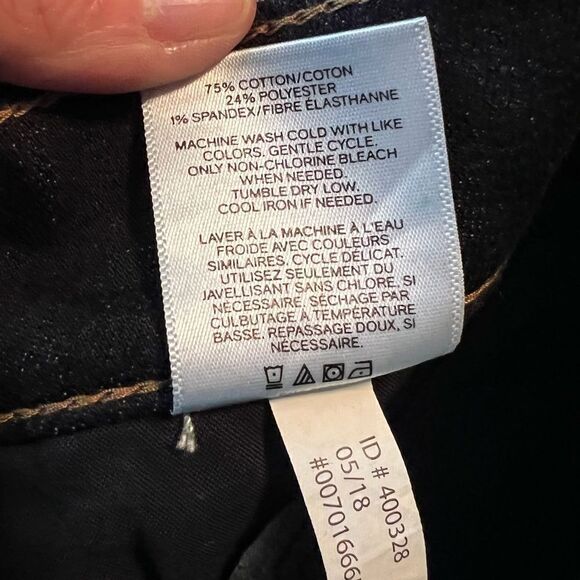 75% COTTON/COTON
24% POLYESTER
1% SPANDEX/FIBRE ÉLASTHANNE
MACHINE WASH COLD WITH LIKE
COLORS. GENTLE CYCLE.
ONLY NON-CHLORINE BLEACH
WHEN NEEDED.
TUMBLE DRY LOW.
COOL IRON IF NEEDED.
LAVER À LA MACHINE À L'EAU
FROIDE AVEC COULEURS
SIMILAIRES. CYCLE DÉLICAT.
UTILISEZ SEULEMENT DU
JAVELLISANT SANS CHLORE, SI
NÉCESSAIRE. SÉCHAGE PAR
CULBUTAGE À TEMPÉRATURE
BASSE. REPASSAGE DOUX, SI
NÉCESSAIRE.
ID # 400328
05/18
#00701666